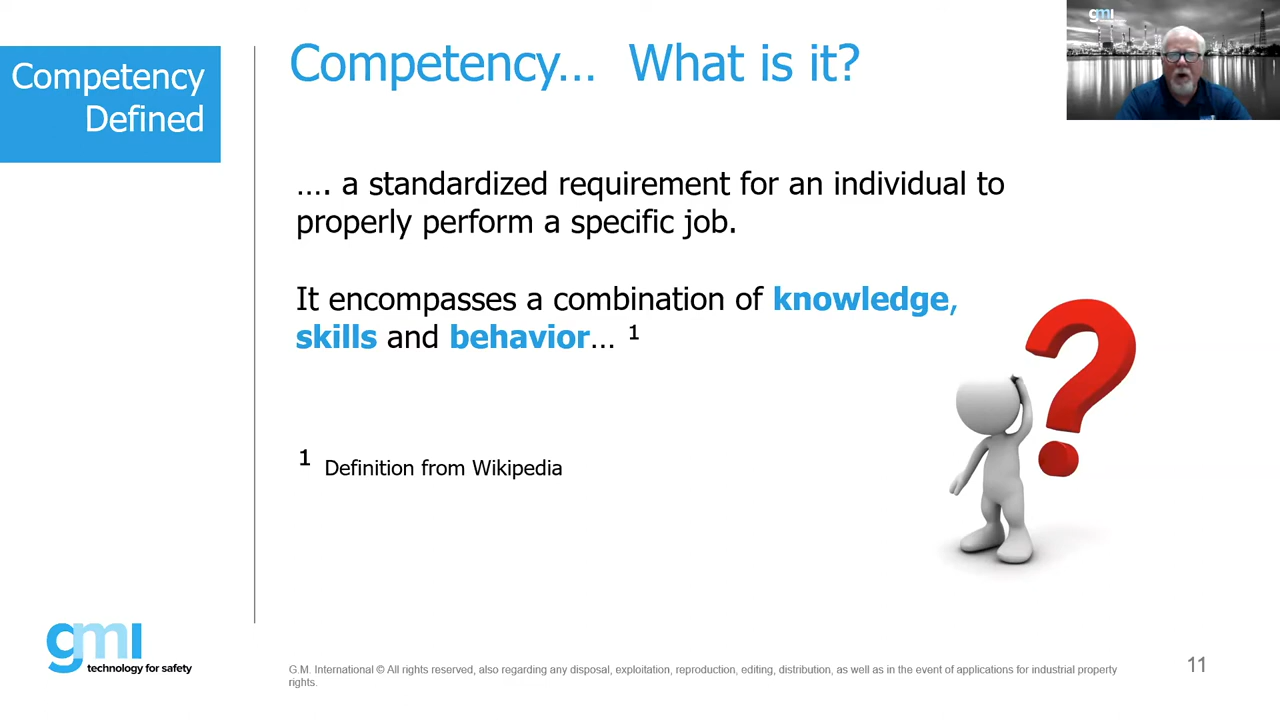 Competency
Defined
Competency… What is it?
gmi
…. a standardized requirement for an individual to
properly perform a specific job.
It encompasses a combination of knowledge,
skills and behavior… 1
1 Definition from Wikipedia
gmi
technology for safety
G.M. International © All rights reserved, also regarding any disposal, exploitation, reproduction, editing, distribution, as well as in the event of applications for industrial property
rights.
11